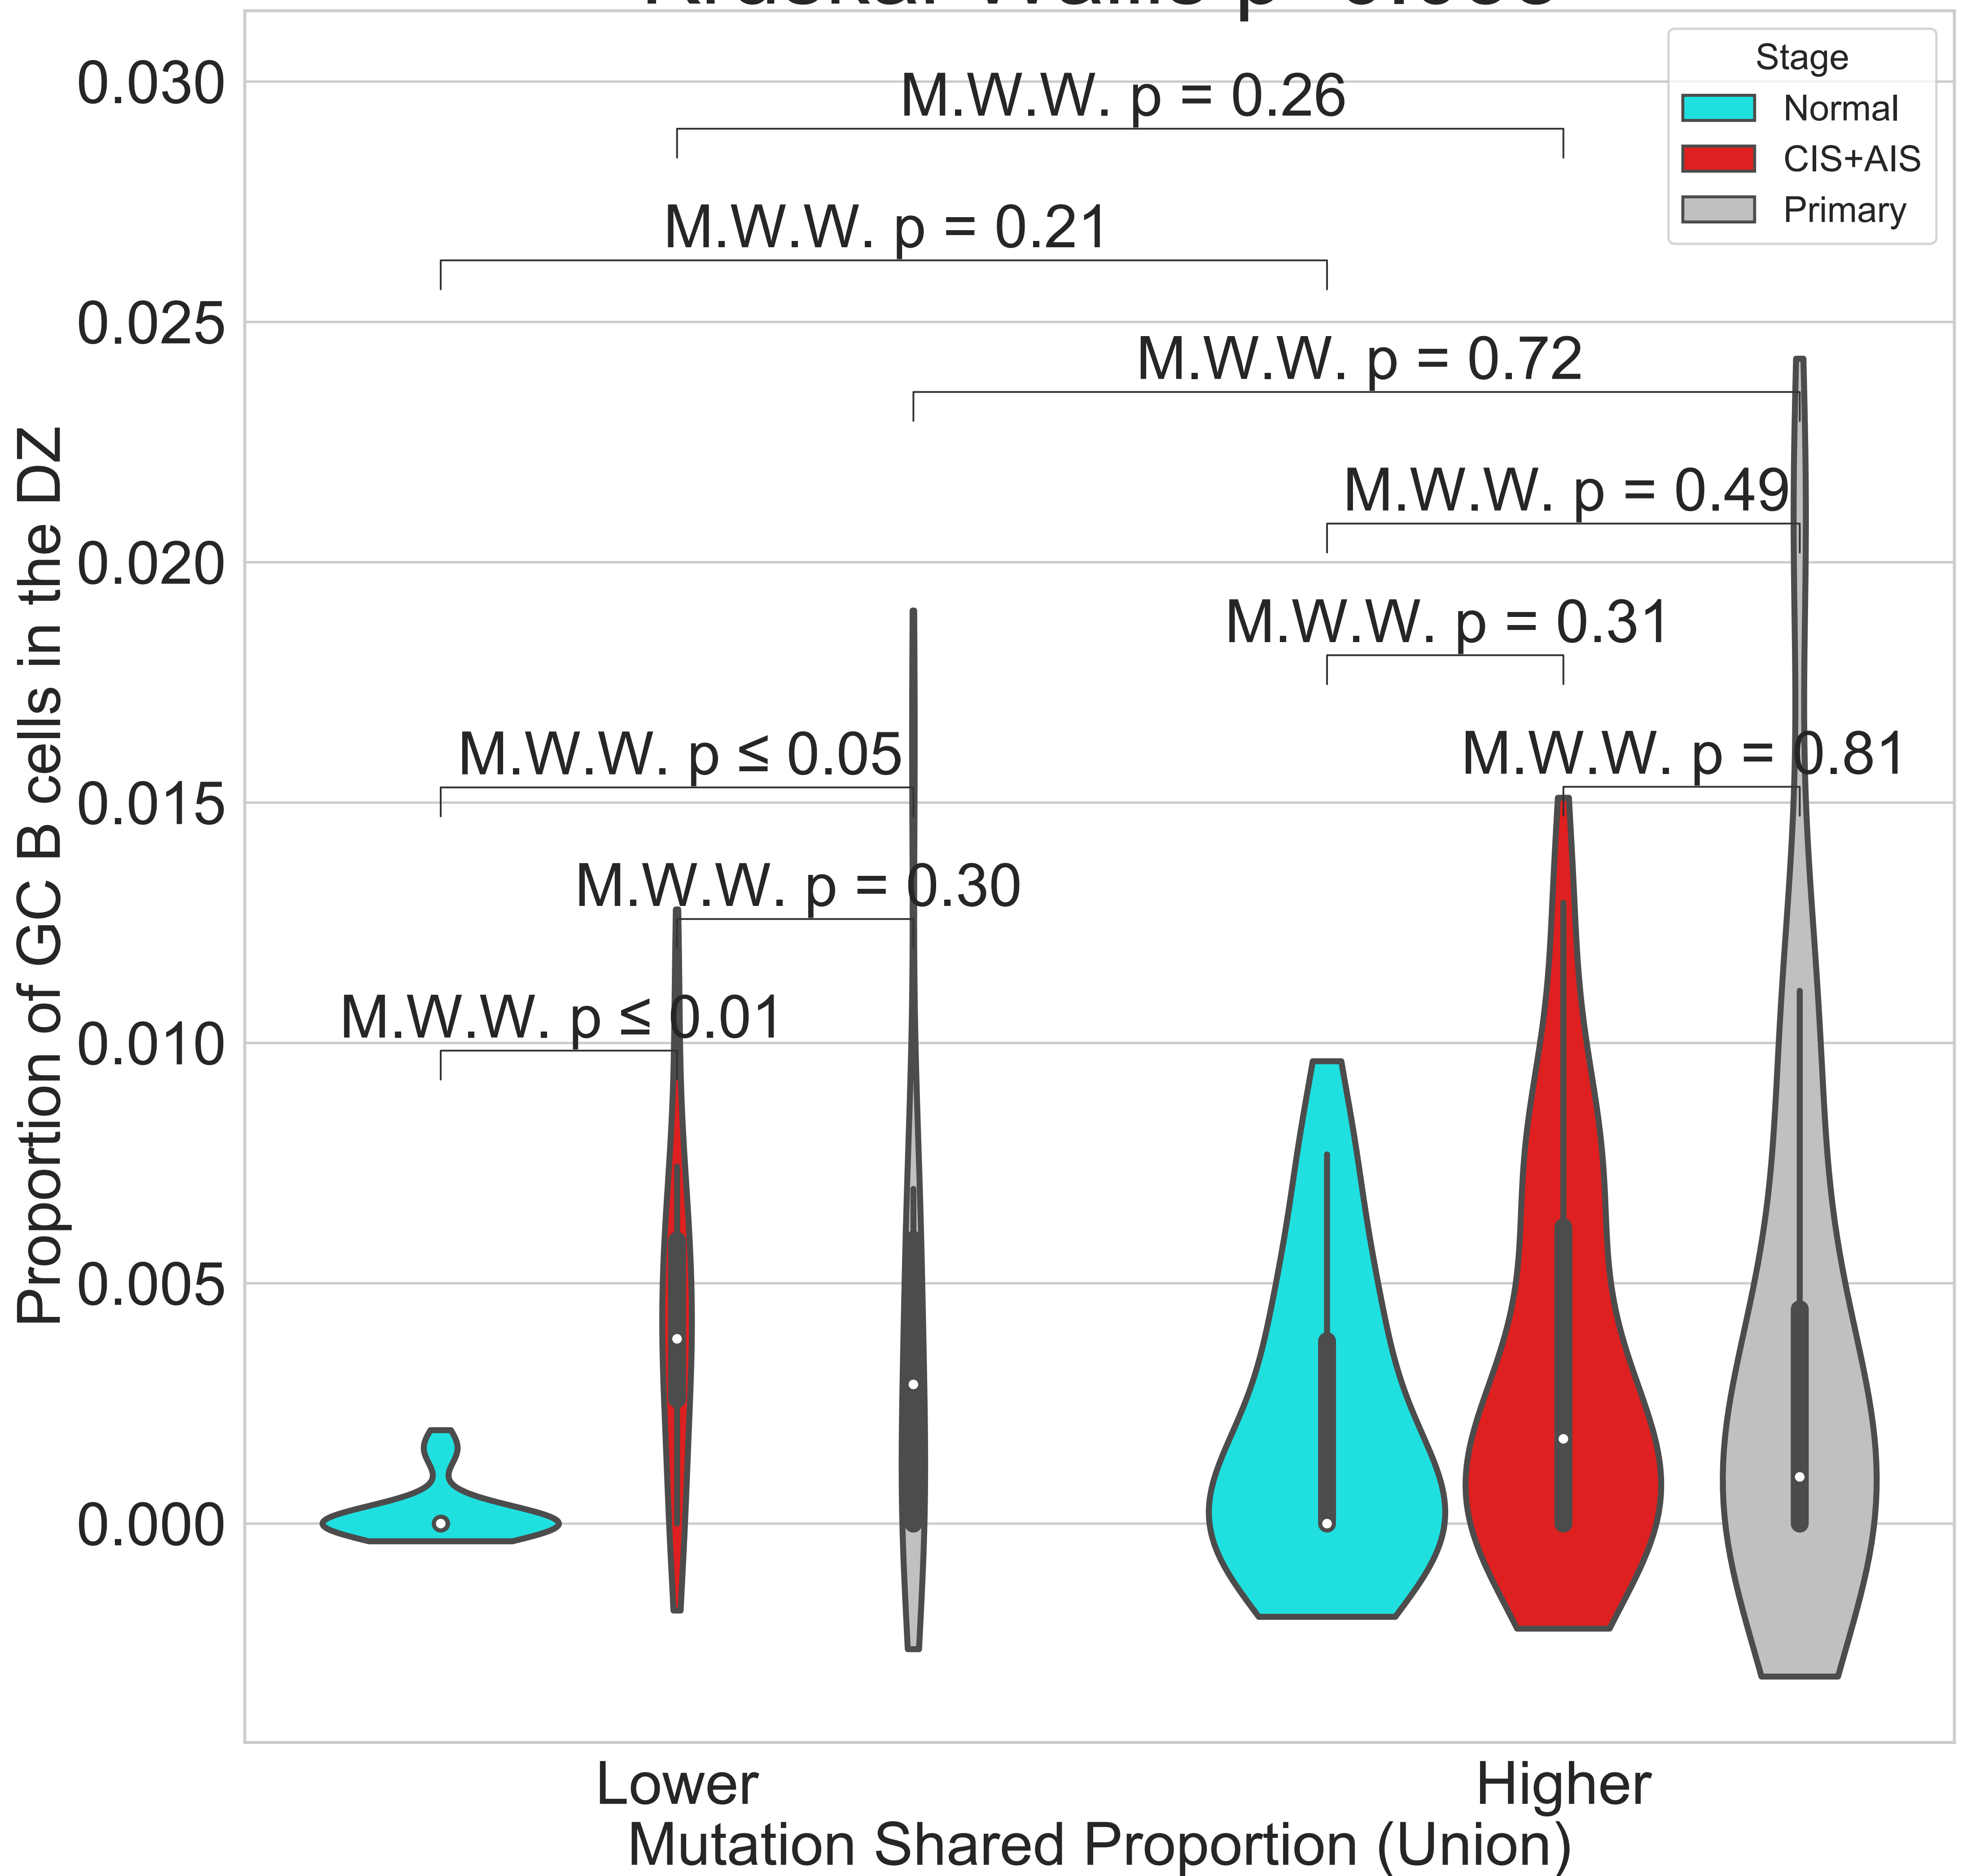 0.030
0.025
0.020
0.015
0.010
0.005
0.000
Proportion of GC B cells in the DZ
Stage
Normal
CIS+AIS
Primary
M.W.W. p = 0.26
M.W.W. p = 0.21
M.W.W. p = 0.72
M.W.W. p = 0.49
M.W.W. p = 0.31
M.W.W. p ≤ 0.05
M.W.W. p = 0.81
M.W.W. p = 0.30
M.W.W. p ≤ 0.01
Lower
Higher
Mutation Shared Proportion (Union)